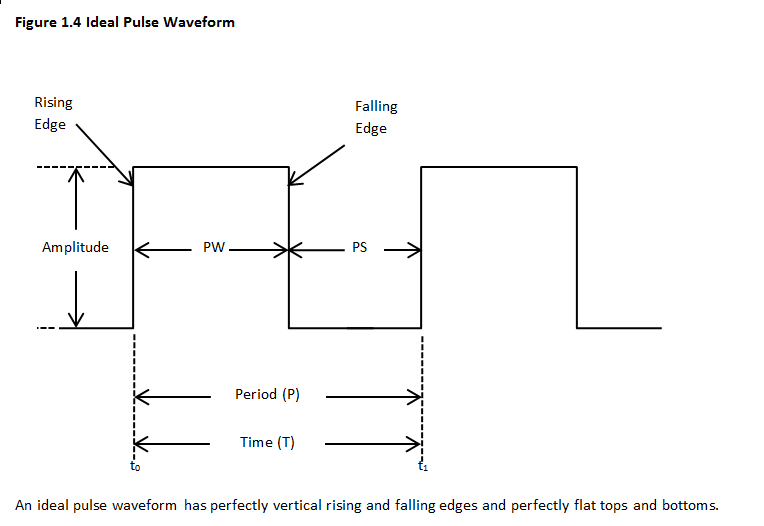 Figure 1.4 Ideal Pulse Waveform
Rising
Edge
Falling
Edge
Amplitude
PW
PS
Period (P)
Time (T)
t₀
t₁
An ideal pulse waveform has perfectly vertical rising and falling edges and perfectly flat tops and bottoms.